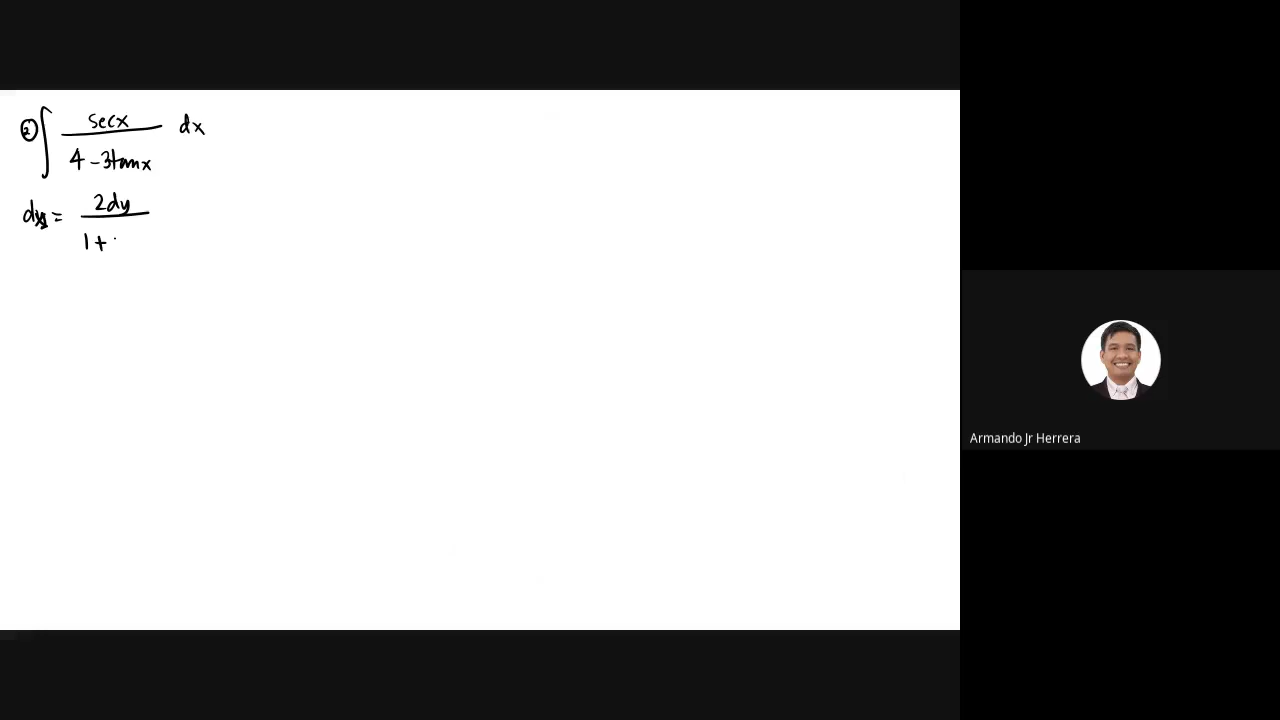 ② ∫ secx / (4 - 3tanx) dx
dx = 2dy / (1 +
Armando Jr Herrera